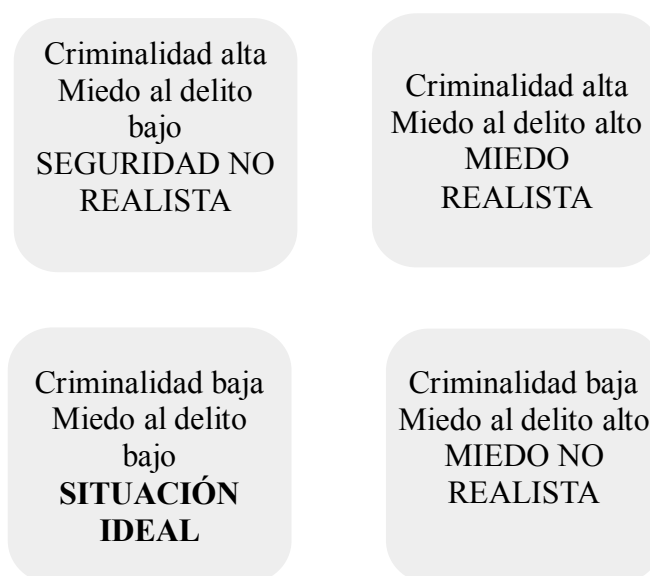 Criminalidad alta
Miedo al delito
bajo
SEGURIDAD NO
REALISTA
Criminalidad alta
Miedo al delito alto
MIEDO
REALISTA
Criminalidad baja
Miedo al delito
bajo
SITUACIÓN
IDEAL
Criminalidad baja
Miedo al delito alto
MIEDO NO
REALISTA